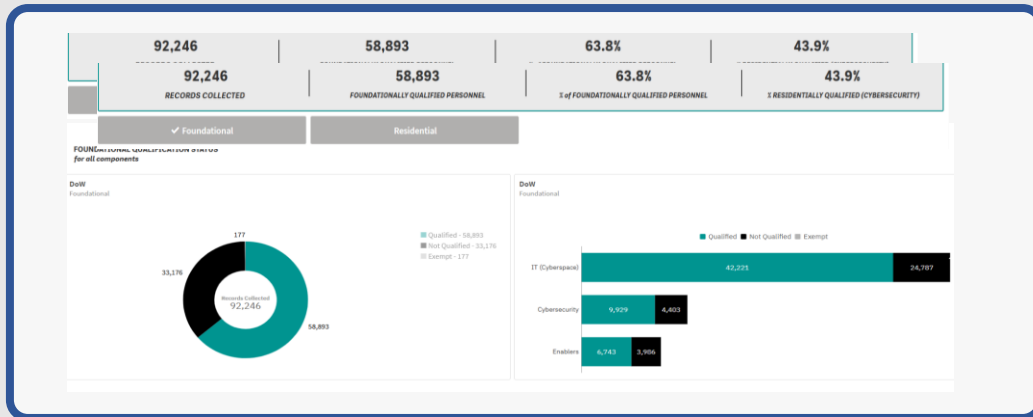 92,246 58,893 63.8% 43.9%
92,246 58,893 63.8% 43.9%
RECORDS COLLECTED FOUNDATIONALLY QUALIFIED PERSONNEL % of FOUNDATIONALLY QUALIFIED PERSONNEL % RESIDENTIALLY QUALIFIED (CYBERSECURITY)
✔ Foundational Residential
FOUNDATIONAL QUALIFICATION STATUS
for all components
DoW
Foundational
177
33,176
Records Collected
92,246
58,893
Qualified - 58,893
Not Qualified - 33,176
Exempt - 177
DoW
Foundational
Qualified Not Qualified Exempt
IT (Cyberspace) 42,221 24,787
Cybersecurity 9,929 4,403
Enablers 6,743 3,986